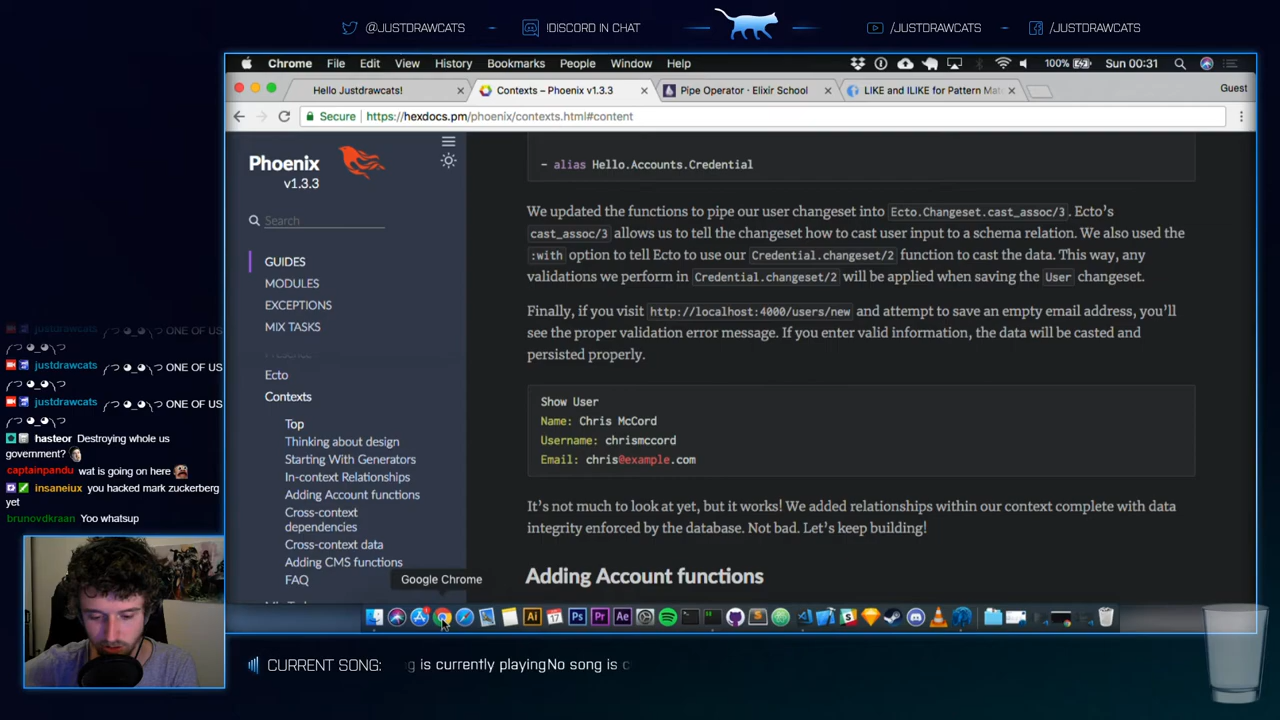 @JUSTDRAWCATS
!DISCORD IN CHAT
/JUSTDRAWCATS
/JUSTDRAWCATS
Chrome File Edit View History Bookmarks People Window Help
100% Sun 00:31
Hello Justdrawcats!
Contexts – Phoenix v1.3.3
Pipe Operator · Elixir School
LIKE and ILIKE for Pattern Mat
Guest
Secure https://hexdocs.pm/phoenix/contexts.html#content
Phoenix
v1.3.3
Search
GUIDES
MODULES
EXCEPTIONS
MIX TASKS
Presence
Ecto
Contexts
Top
Thinking about design
Starting With Generators
In-context Relationships
Adding Account functions
Cross-context
dependencies
Cross-context data
Adding CMS functions
FAQ
- alias Hello.Accounts.Credential
We updated the functions to pipe our user changeset into Ecto.Changeset.cast_assoc/3. Ecto’s
cast_assoc/3 allows us to tell the changeset how to cast user input to a schema relation. We also used the
:with option to tell Ecto to use our Credential.changeset/2 function to cast the data. This way, any
validations we perform in Credential.changeset/2 will be applied when saving the User changeset.
Finally, if you visit http://localhost:4000/users/new and attempt to save an empty email address, you’ll
see the proper validation error message. If you enter valid information, the data will be casted and
persisted properly.
Show User
Name: Chris McCord
Username: chrismccord
Email: chris@example.com
It’s not much to look at yet, but it works! We added relationships within our context complete with data
integrity enforced by the database. Not bad. Let’s keep building!
Adding Account functions
Google Chrome
justdrawcats ONE OF US
justdrawcats ONE OF US
justdrawcats ONE OF US
hasteor Destroying whole us
government?
captainpandu wat is going on here
insaneiux you hacked mark zuckerberg
yet
brunovdkraan Yoo whatsup
Ai 17 Ps Pr Ae
CURRENT SONG:
g is currently playingNo song is c